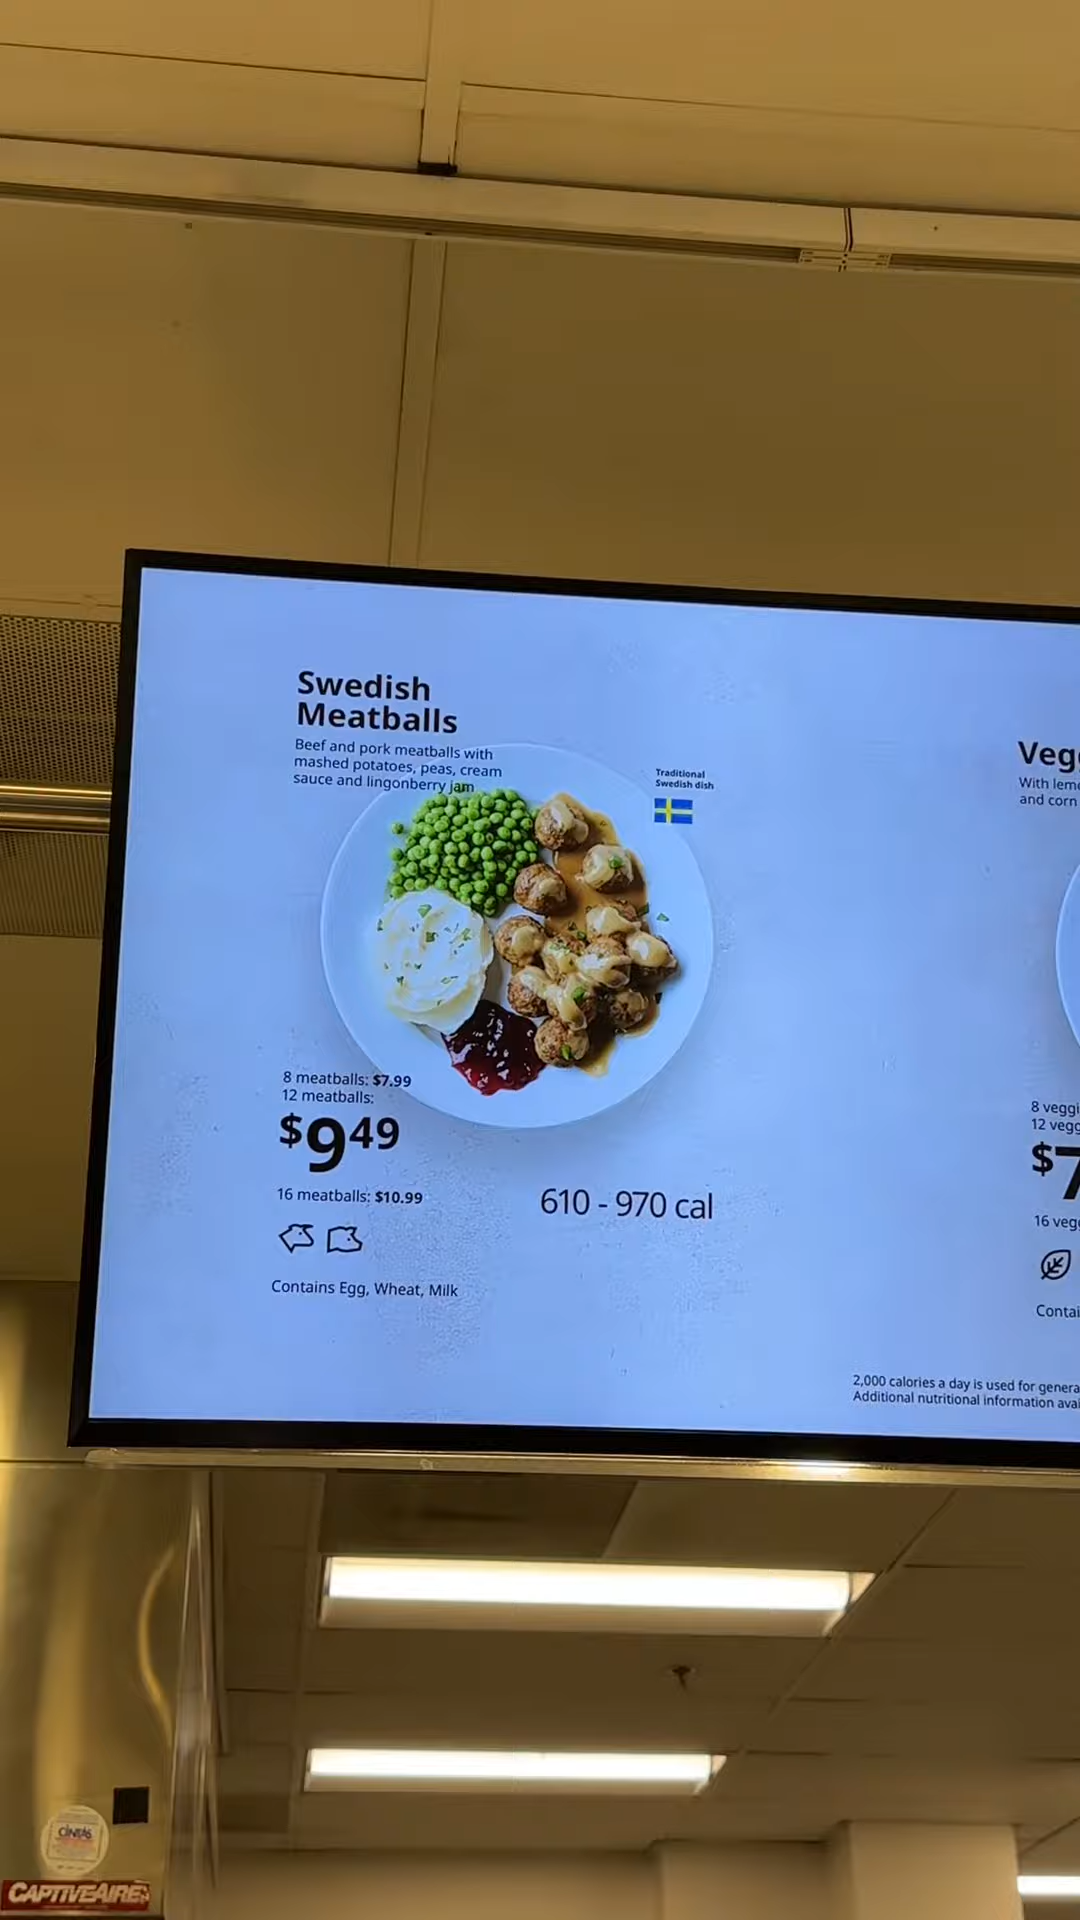 Swedish
Meatballs
Beef and pork meatballs with
mashed potatoes, peas, cream
sauce and lingonberry jam
Traditional
Swedish dish
8 meatballs: $7.99
12 meatballs:
$9 49
16 meatballs: $10.99
610 - 970 cal
Contains Egg, Wheat, Milk
Veg
With lem
and corn
8 veggi
12 vegg
$7
16 veg
Contai
2,000 calories a day is used for genera
Additional nutritional information avai
CINTAS
CAPTIVEAIRE